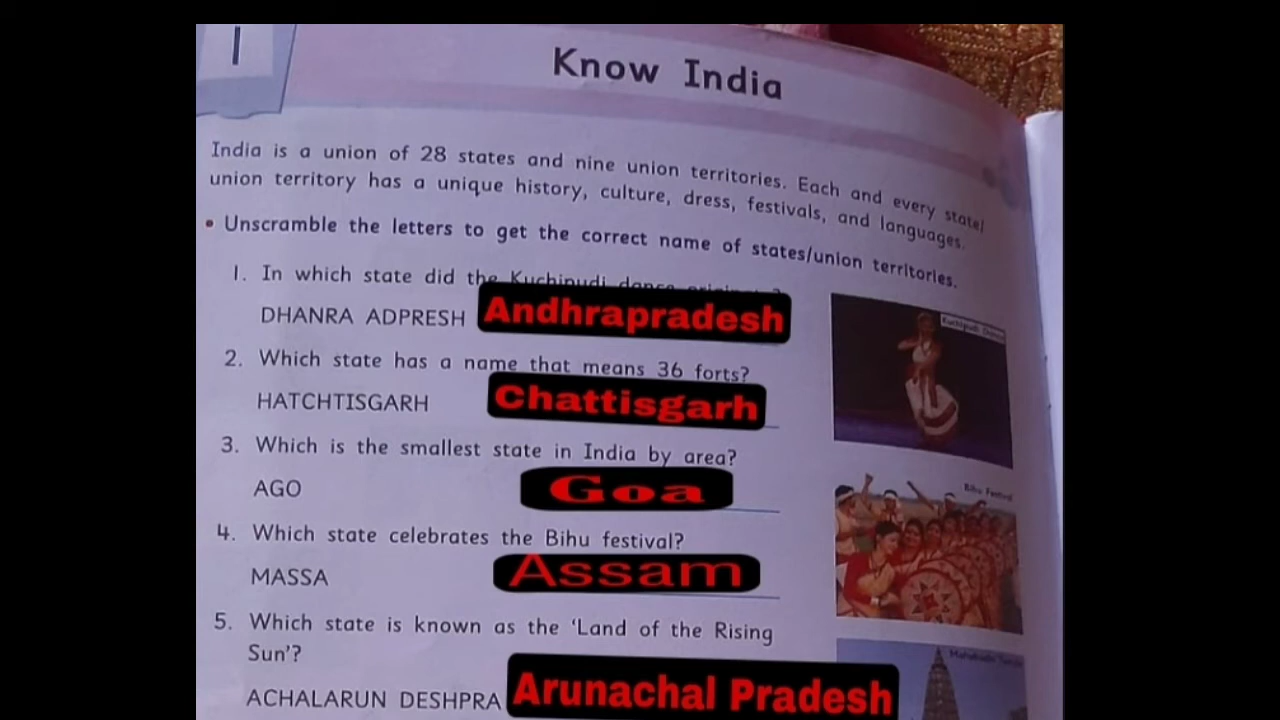 1
Know India
India is a union of 28 states and nine union territories. Each and every state/
union territory has a unique history, culture, dress, festivals, and languages.
• Unscramble the letters to get the correct name of states/union territories.
1. In which state did the Kuchipudi dance
DHANRA ADPRESH Andhrapradesh
Kuchipudi Dance
2. Which state has a name that means 36 forts?
HATCHTISGARH Chattisgarh
3. Which is the smallest state in India by area?
AGO Goa
Bihu Festival
4. Which state celebrates the Bihu festival?
MASSA Assam
5. Which state is known as the ‘Land of the Rising
Sun’?
ACHALARUN DESHPRA Arunachal Pradesh